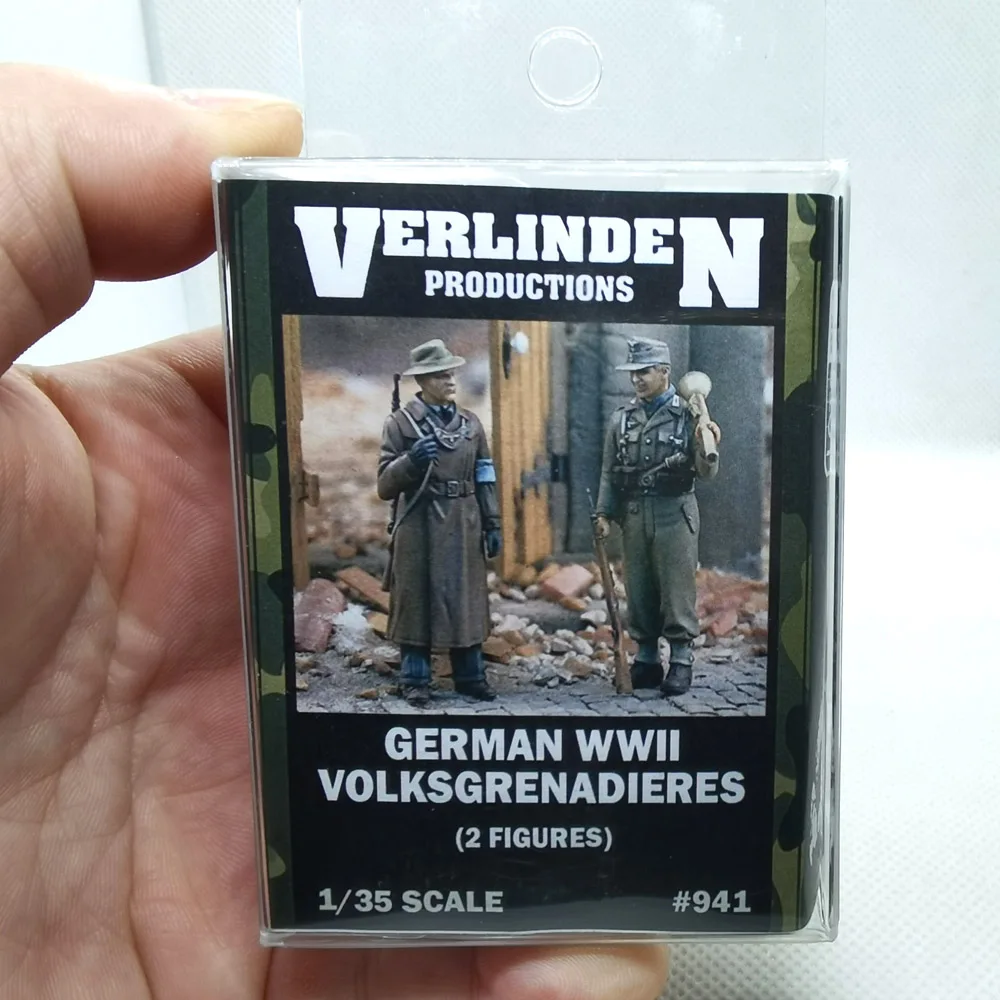 VERLINDEN
PRODUCTIONS
GERMAN WWII
VOLKSGRENADIERES
(2 FIGURES)
1/35 SCALE #941